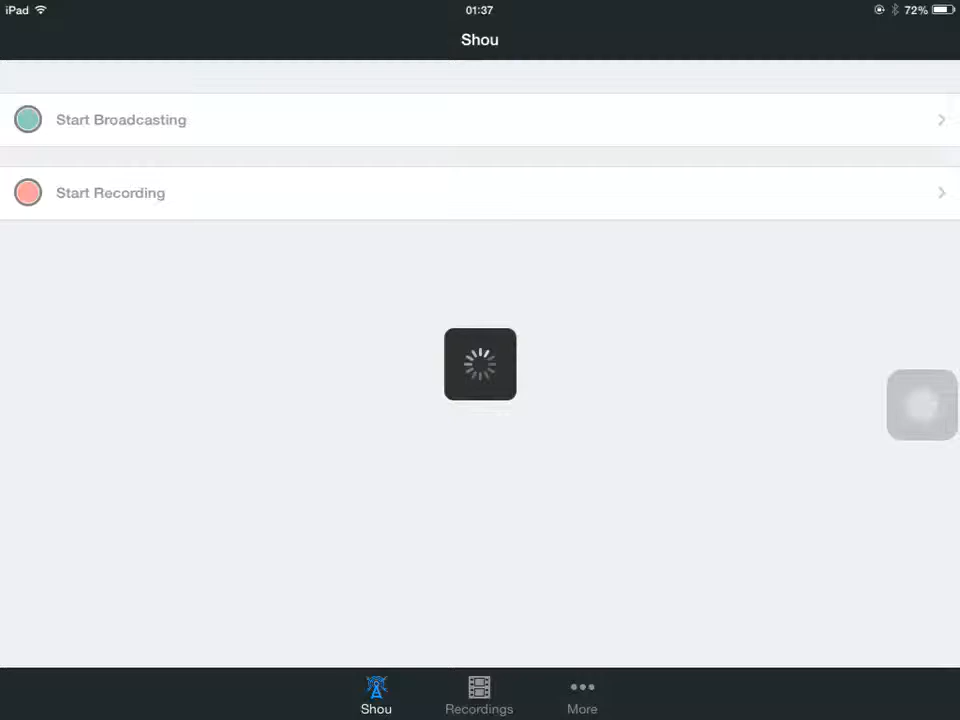 iPad
01:37
72%
Shou
Start Broadcasting
Start Recording
Shou
Recordings
More